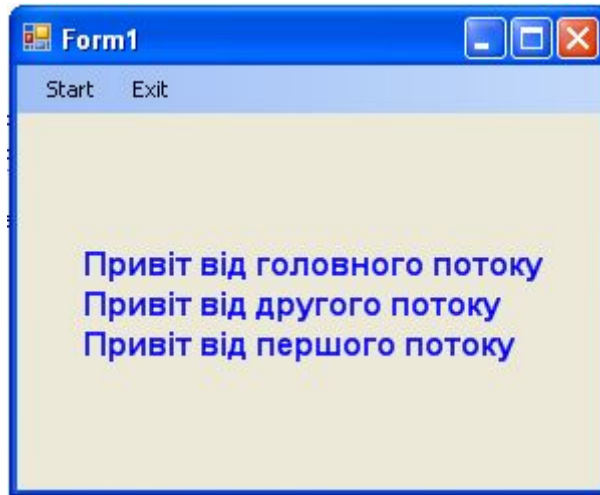 Form1
Start Exit
Привіт від головного потоку
Привіт від другого потоку
Привіт від першого потоку